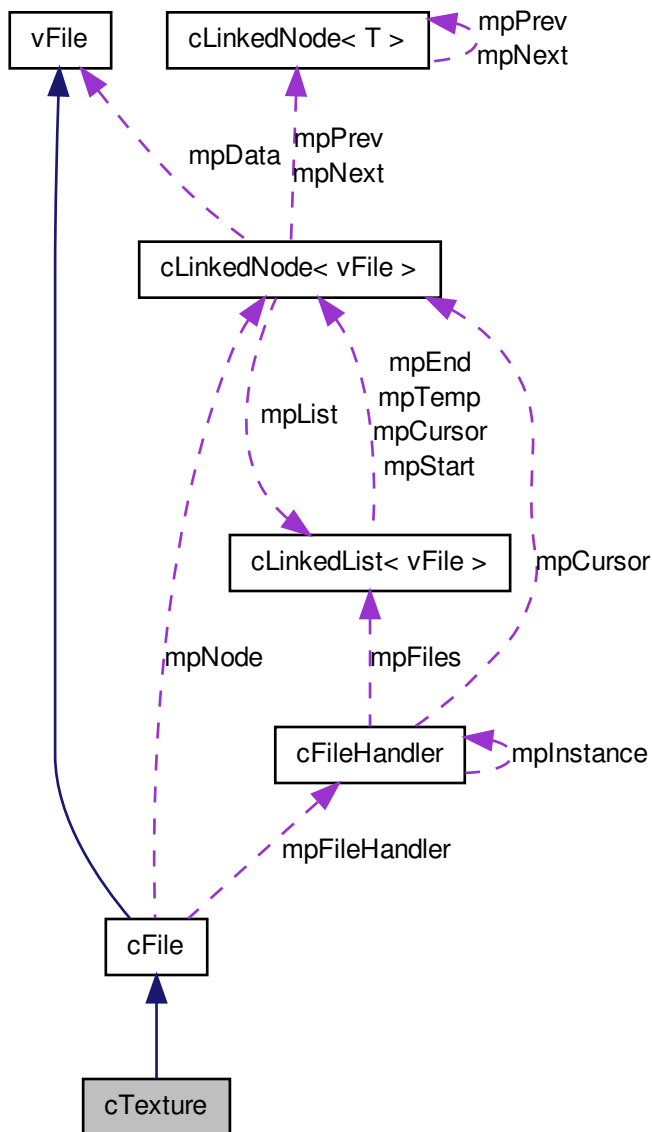 vFile
cLinkedNode< T >
mpPrev
mpNext
mpData
mpPrev
mpNext
cLinkedNode< vFile >
mpList
mpEnd
mpTemp
mpCursor
mpStart
cLinkedList< vFile >
mpCursor
mpNode
mpFiles
cFileHandler
mpInstance
mpFileHandler
cFile
cTexture